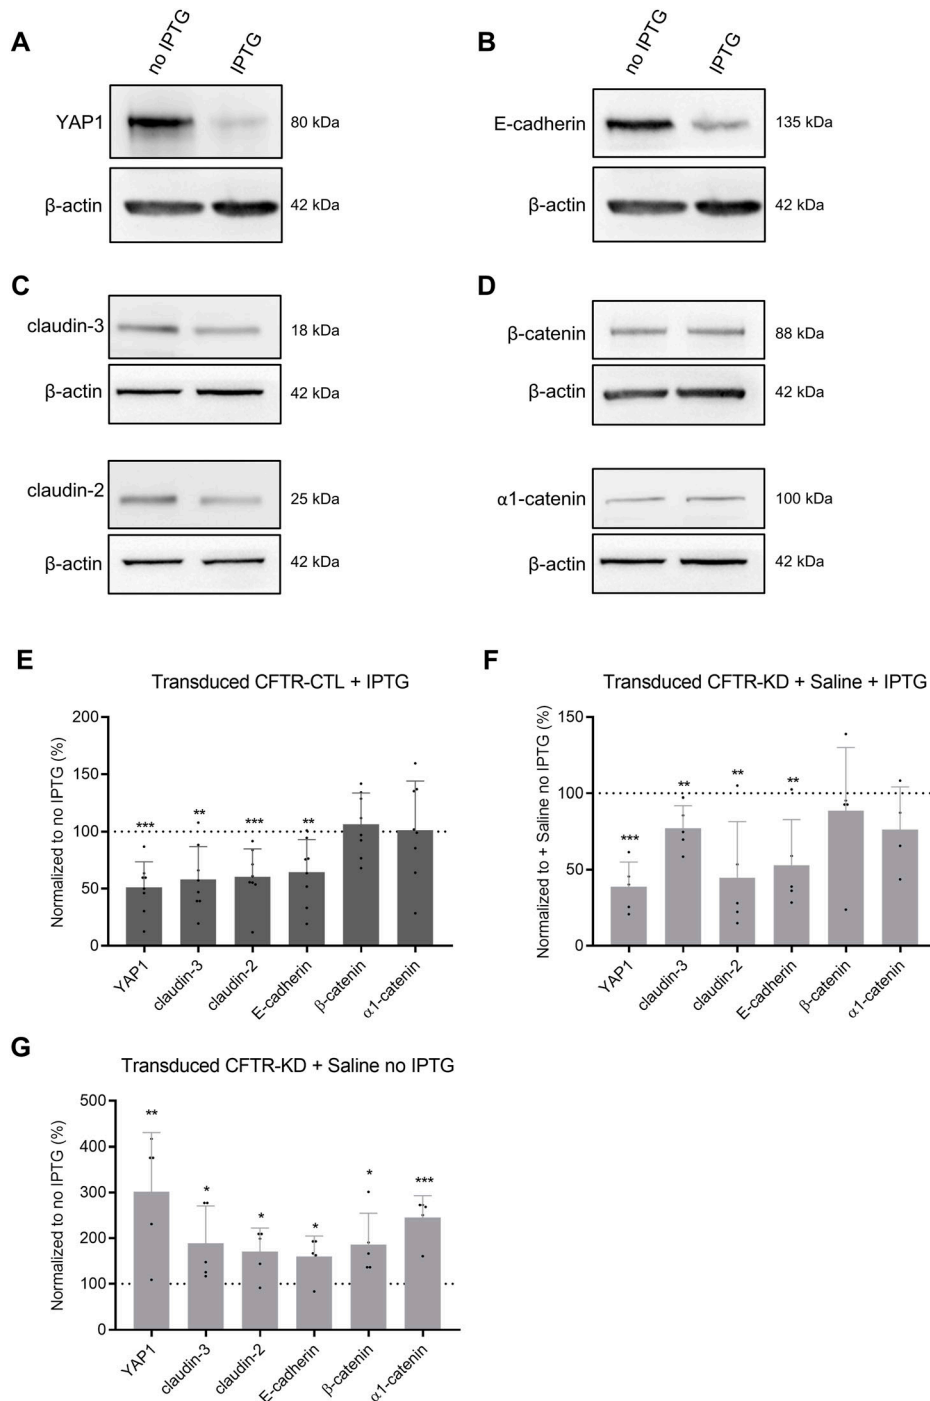 A
no IPTG
IPTG
YAP1
80 kDa
β-actin
42 kDa
B
no IPTG
IPTG
E-cadherin
135 kDa
β-actin
42 kDa
C
claudin-3
18 kDa
β-actin
42 kDa
claudin-2
25 kDa
β-actin
42 kDa
D
β-catenin
88 kDa
β-actin
42 kDa
α1-catenin
100 kDa
β-actin
42 kDa
E
Transduced CFTR-CTL + IPTG
Normalized to no IPTG (%)
200
150
100
50
0
***
**
***
**
YAP1
claudin-3
claudin-2
E-cadherin
β-catenin
α1-catenin
F
Transduced CFTR-KD + Saline + IPTG
Normalized to + Saline no IPTG (%)
150
100
50
0
***
**
**
**
YAP1
claudin-3
claudin-2
E-cadherin
β-catenin
α1-catenin
G
Transduced CFTR-KD + Saline no IPTG
Normalized to no IPTG (%)
500
400
300
200
100
0
**
*
*
*
*
***
YAP1
claudin-3
claudin-2
E-cadherin
β-catenin
α1-catenin